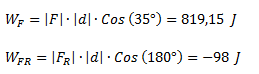 W_F = |F| ∙ |d| ∙ Cos (35°) = 819,15 J
W_FR = |F_R| ∙ |d| ∙ Cos (180°) = −98 J